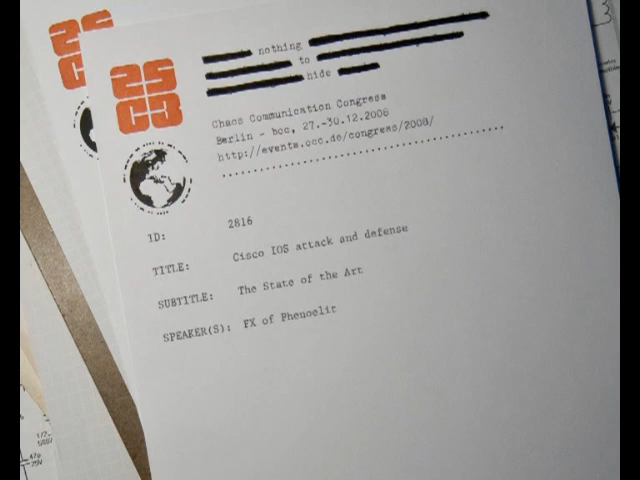 25
C3
nothing
to
hide
Chaos Communication Congress
Berlin - bcc, 27.-30.12.2008
http://events.ccc.de/congress/2008/
ID: 2816
TITLE: Cisco IOS attack and defense
SUBTITLE: The State of the Art
SPEAKER(S): FX of Phenoelit